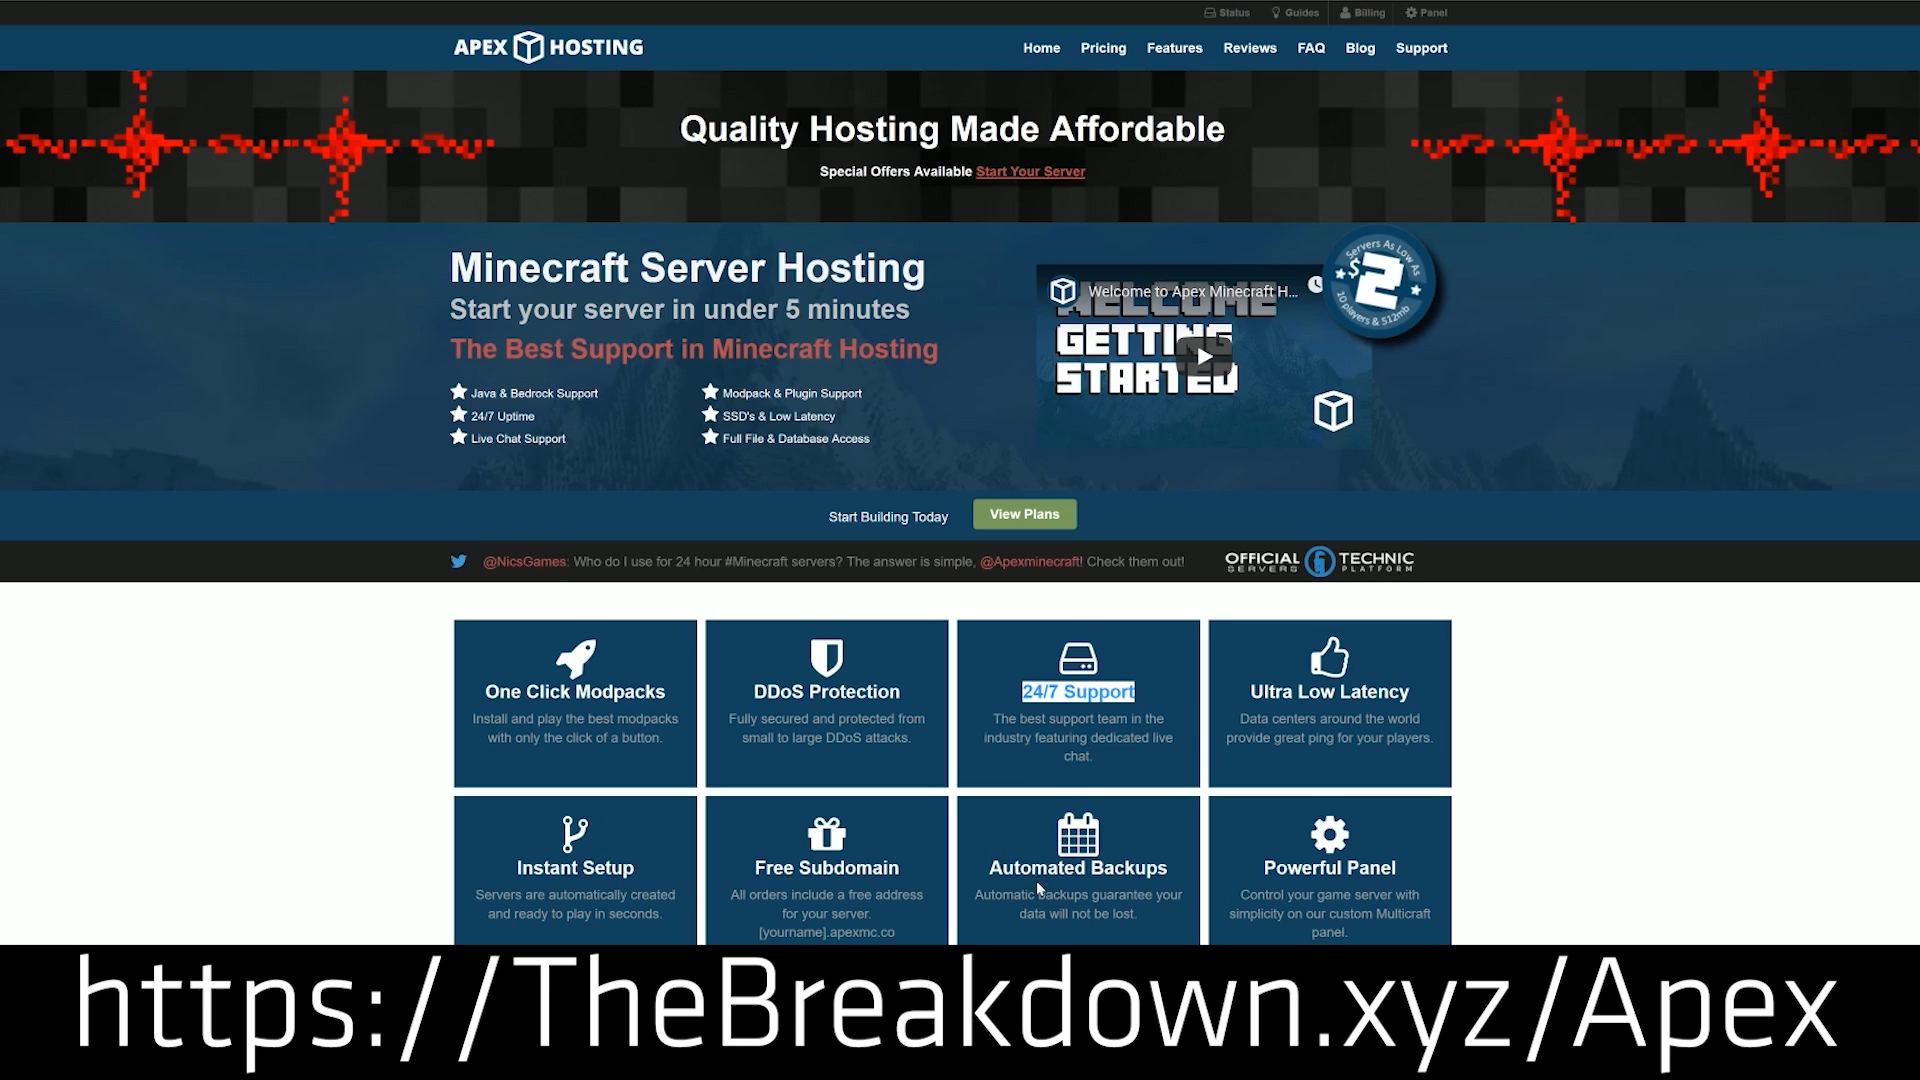 Status Guides Billing Panel
APEX HOSTING
Home Pricing Features Reviews FAQ Blog Support
Quality Hosting Made Affordable
Special Offers Available Start Your Server
Minecraft Server Hosting
Start your server in under 5 minutes
The Best Support in Minecraft Hosting
Java & Bedrock Support
Modpack & Plugin Support
24/7 Uptime
SSD's & Low Latency
Live Chat Support
Full File & Database Access
Welcome to Apex Minecraft H...
WELCOME
GETTING
STARTED
Servers As Low As
$2
10 players & 512mb
Start Building Today
View Plans
@NicsGames: Who do I use for 24 hour #Minecraft servers? The answer is simple, @Apexminecraft! Check them out!
OFFICIAL TECHNIC
SERVERS PLATFORM
One Click Modpacks
Install and play the best modpacks
with only the click of a button.
DDoS Protection
Fully secured and protected from
small to large DDoS attacks.
24/7 Support
The best support team in the
industry featuring dedicated live
chat.
Ultra Low Latency
Data centers around the world
provide great ping for your players.
Instant Setup
Servers are automatically created
and ready to play in seconds.
Free Subdomain
All orders include a free address
for your server.
[yourname].apexmc.co
Automated Backups
Automatic backups guarantee your
data will not be lost.
Powerful Panel
Control your game server with
simplicity on our custom Multicraft
panel.
https://TheBreakdown.xyz/Apex